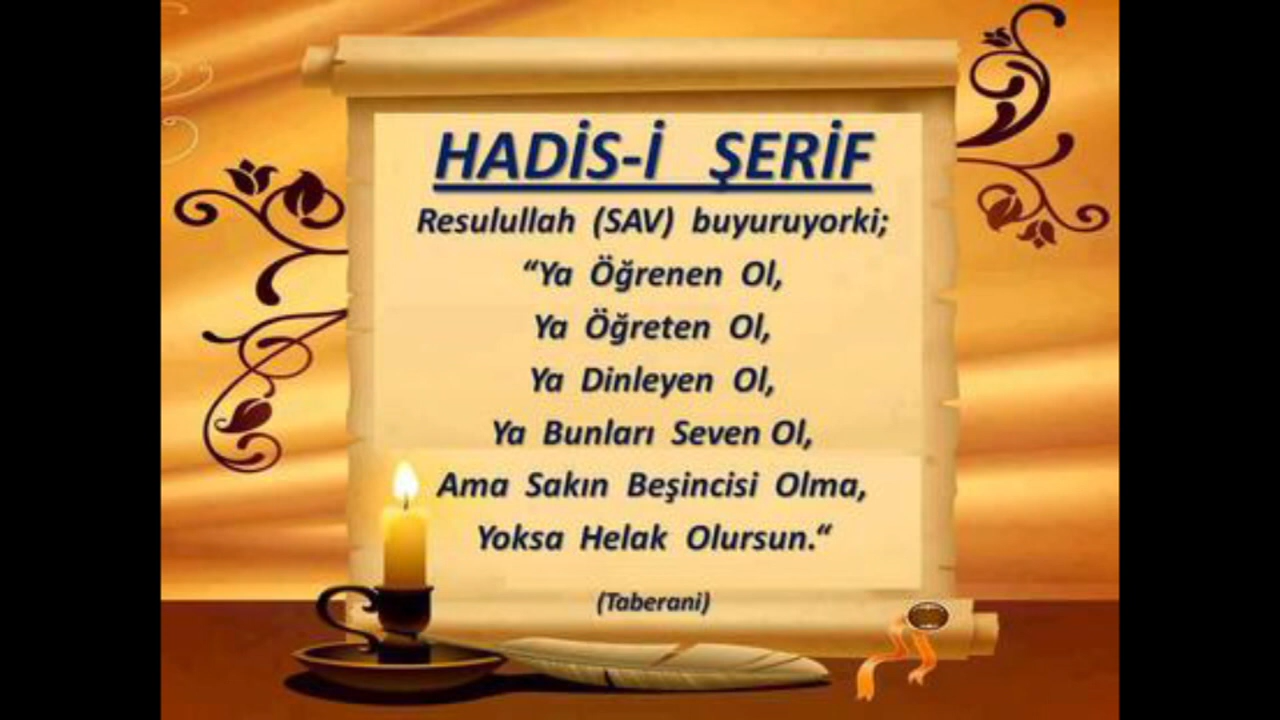 HADİS-İ ŞERİF
Resulullah (SAV) buyuruyorki;
“Ya Öğrenen Ol,
Ya Öğreten Ol,
Ya Dinleyen Ol,
Ya Bunları Seven Ol,
Ama Sakın Beşincisi Olma,
Yoksa Helak Olursun.“
(Taberani)